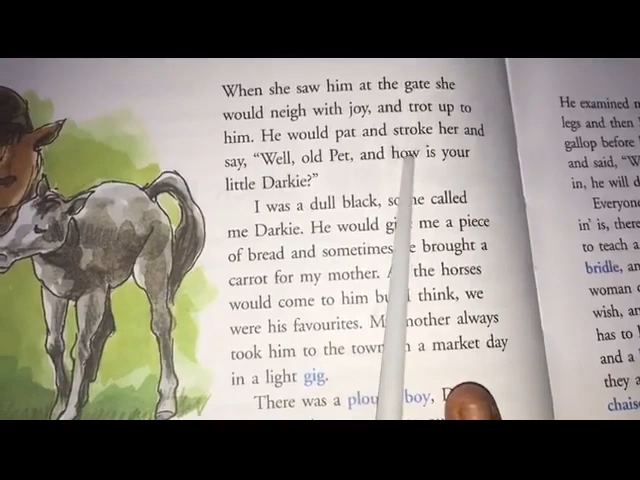 When she saw him at the gate she
would neigh with joy, and trot up to
him. He would pat and stroke her and
say, "Well, old Pet, and how is your
little Darkie?"
I was a dull black, so he called
me Darkie. He would give me a piece
of bread and sometimes he brought a
carrot for my mother. All the horses
would come to him but I think, we
were his favourites. My mother always
took him to the town on a market day
in a light gig.
There was a plough boy,
He examined
legs and then
gallop before
and said,
in, he will
Everyone
in' is, there
to teach a
bridle, an
woman
wish, an
has to
and a
they a
chais